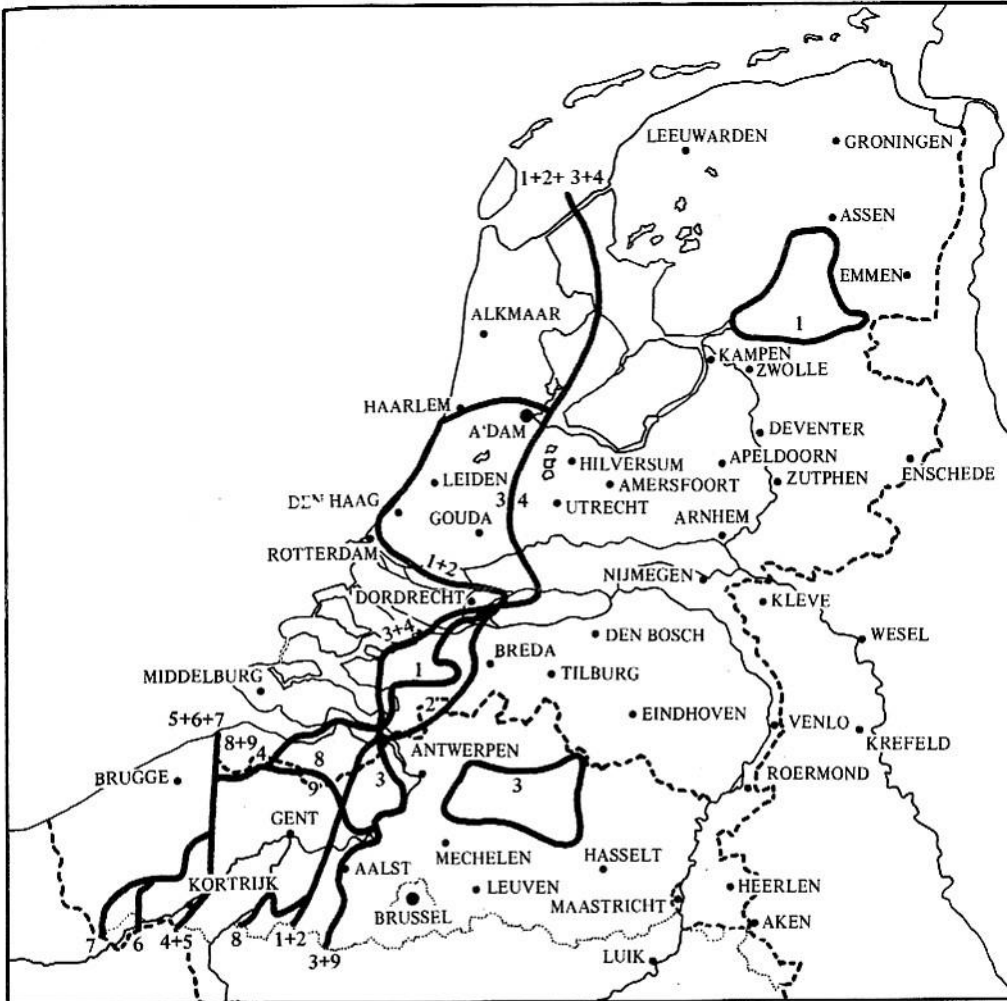 LEEUWARDEN
GRONINGEN
1+2+ 3+4
ASSEN
EMMEN
ALKMAAR
1
KAMPEN
ZWOLLE
HAARLEM
A'DAM
DEVENTER
HILVERSUM
APELDOORN
ENSCHEDE
LEIDEN
AMERSFOORT
ZUTPHEN
3
4
DEN HAAG
UTRECHT
GOUDA
ARNHEM
ROTTERDAM
1+2
NIJMEGEN
DORDRECHT
KLEVE
3+4
DEN BOSCH
WESEL
BREDA
1
TILBURG
MIDDELBURG
2
5+6+7
EINDHOVEN
VENLO
8+9
KREFELD
4
8
ANTWERPEN
BRUGGE
9
3
3
ROERMOND
GENT
MECHELEN
HASSELT
AALST
KORTRIJK
LEUVEN
HEERLEN
BRUSSEL
MAASTRICHT
AKEN
7
6
4+5
8
1+2
3+9
LUIK